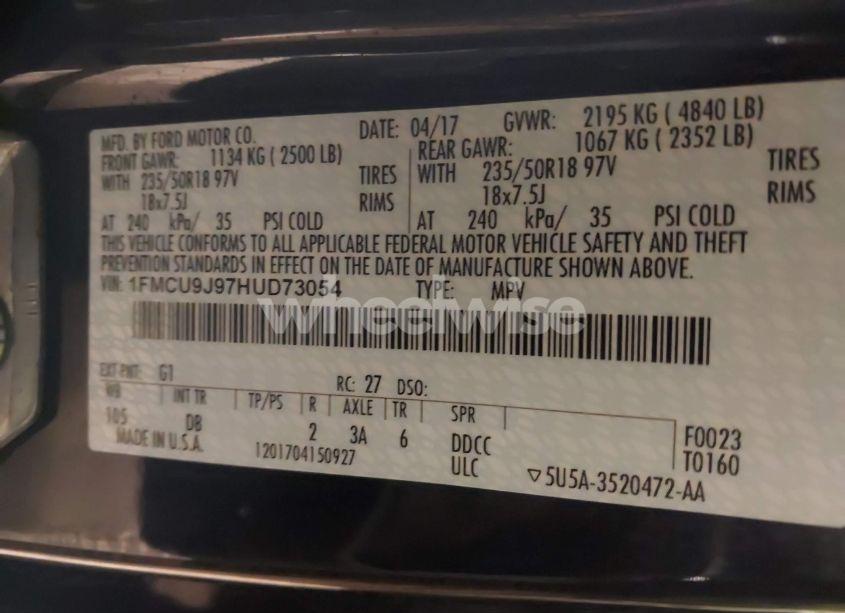 MFD. BY FORD MOTOR CO. DATE: 04/17 GVWR: 2195 KG ( 4840 LB)
FRONT GAWR: 1134 KG ( 2500 LB) REAR GAWR: 1067 KG ( 2352 LB)
WITH 235/50R18 97V TIRES WITH 235/50R18 97V TIRES
18x7.5J RIMS 18x7.5J RIMS
AT 240 kPa/ 35 PSI COLD AT 240 kPa/ 35 PSI COLD
THIS VEHICLE CONFORMS TO ALL APPLICABLE FEDERAL MOTOR VEHICLE SAFETY AND THEFT
PREVENTION STANDARDS IN EFFECT ON THE DATE OF MANUFACTURE SHOWN ABOVE.
VIN: 1FMCU9J97HUD73054 TYPE: MPV
wheelwise
EXT PNT: G1 RC: 27 DSO:
WB INT TR TP/PS R AXLE TR SPR
105 DB 2 3A 6 DDCC F0023
MADE IN U.S.A. 1201704150927 ULC T0160
▽5U5A-3520472-AA